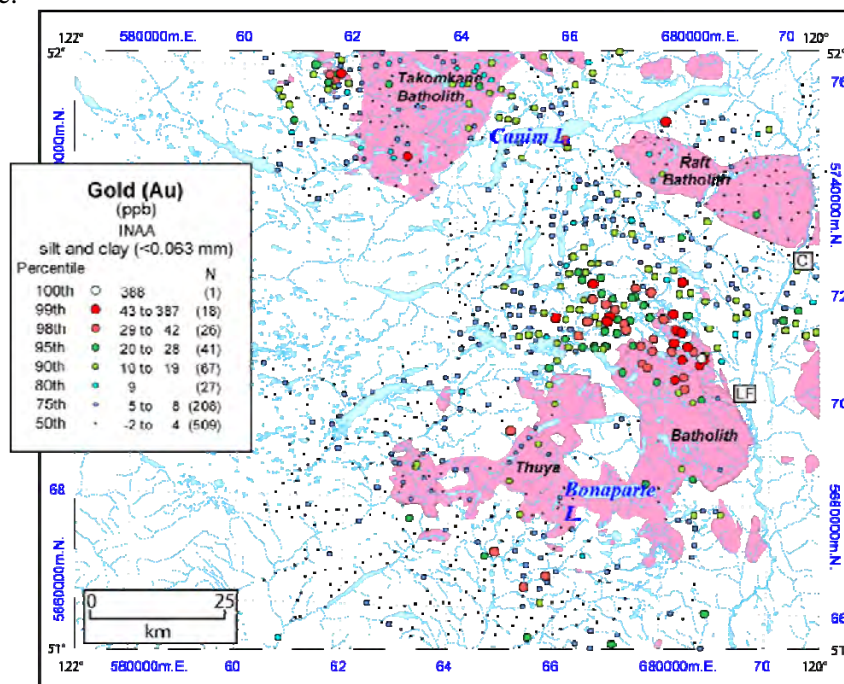 c.
122° 580000m.E. 60 62 64 66 680000m.E. 70 120°
52° 52°
76
Takomkane
Batholith
Canim L.
0000m.N.
Raft
Batholith
5740000m.N.
Gold (Au)
(ppb)
INAA
silt and clay (<0.063 mm)
Percentile N
100th 388 (1)
99th 43 to 387 (18)
98th 29 to 42 (26)
95th 20 to 28 (41)
90th 10 to 19 (67)
80th 9 (27)
75th 5 to 8 (208)
50th -2 to 4 (509)
C
72
LF
70
Batholith
Thuya
68
Bonaparte
L.
5680000m.N.
5660000m.N.
0 25
km
66
51° 51°
122° 580000m.E. 60 62 64 66 680000m.E. 70 120°